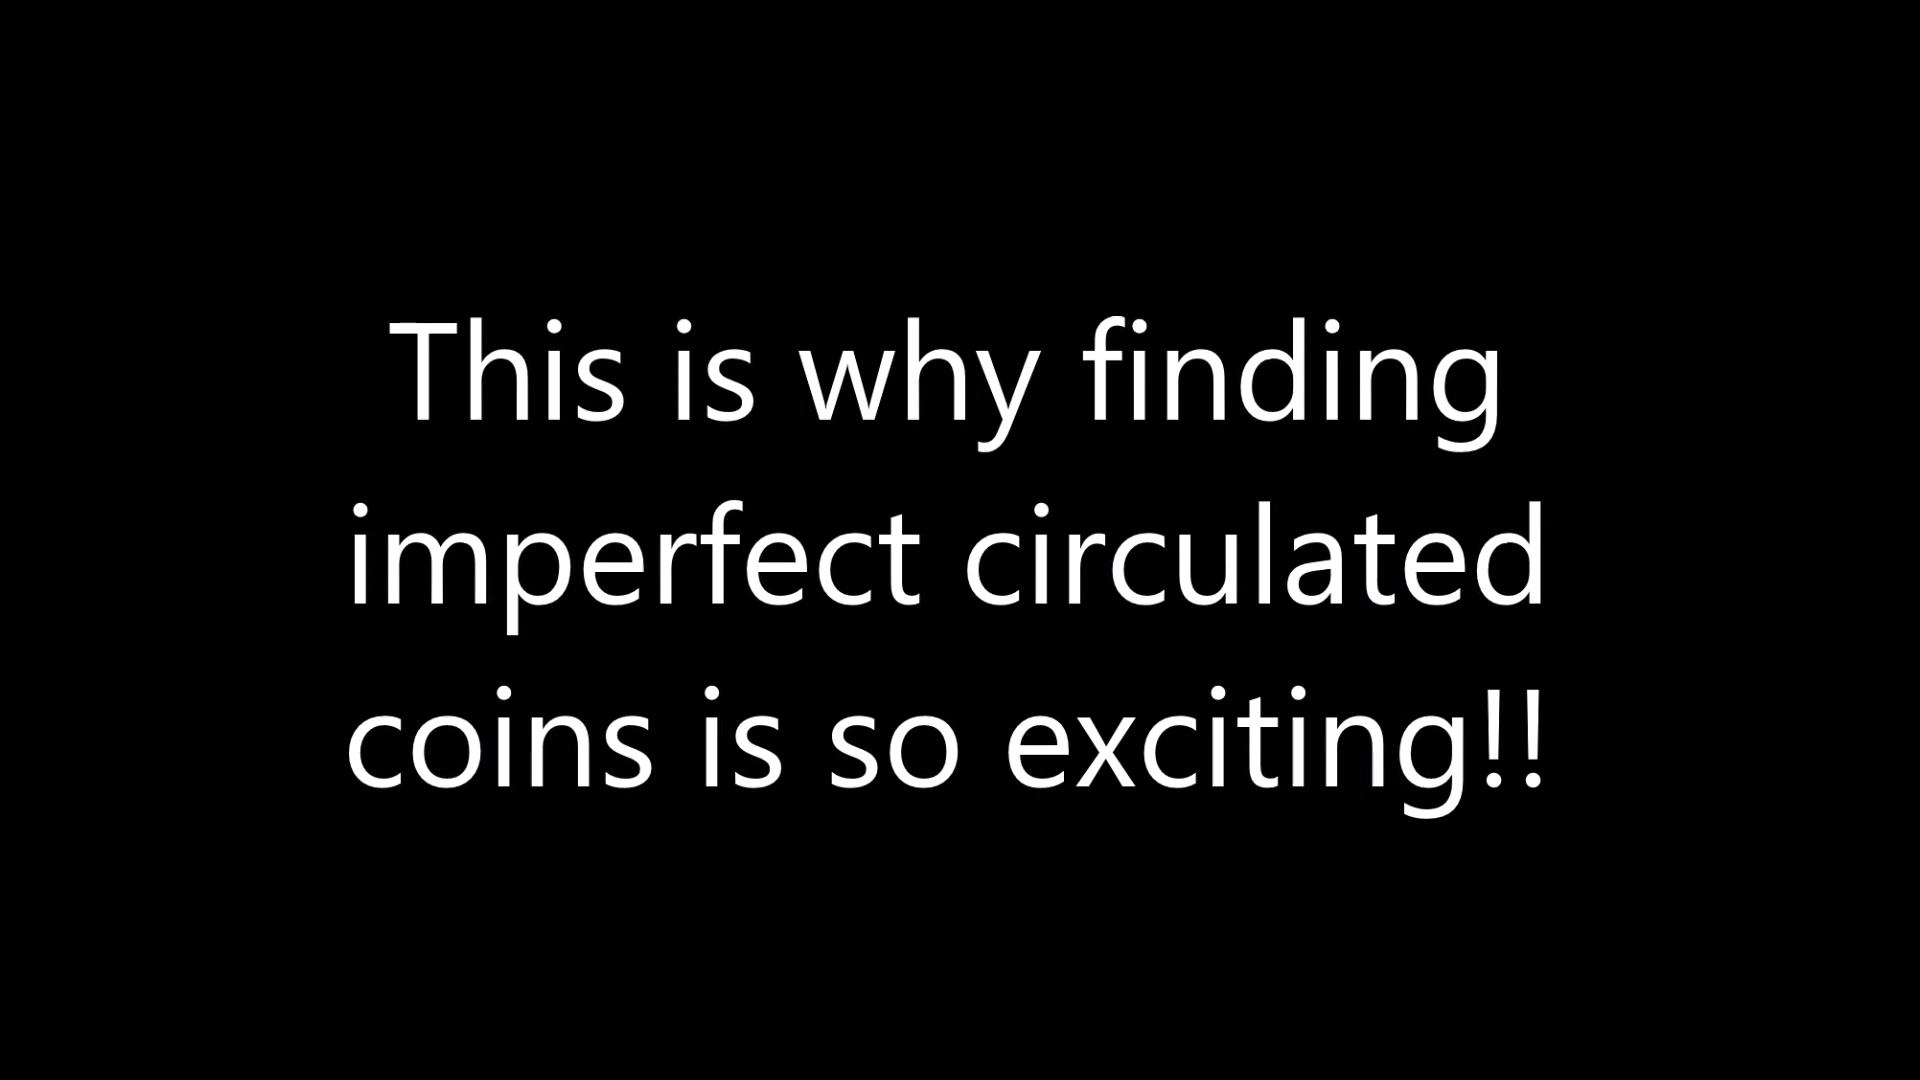 This is why finding
imperfect circulated
coins is so exciting!!